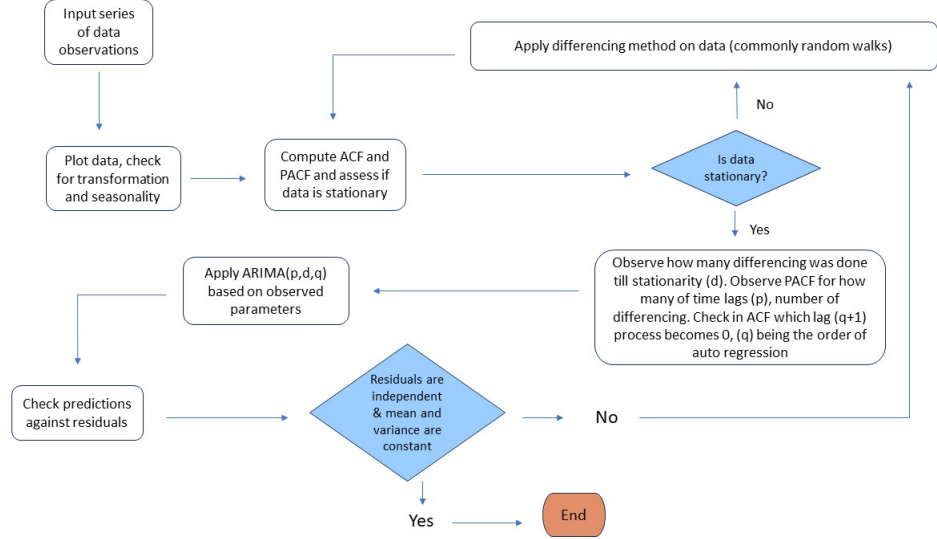 Input series
of data
observations
Apply differencing method on data (commonly random walks)
No
Plot data, check
for transformation
and seasonality
Compute ACF and
PACF and assess if
data is stationary
Is data
stationary?
Yes
Observe how many differencing was done
till stationarity (d). Observe PACF for how
many of time lags (p), number of
differencing. Check in ACF which lag (q+1)
process becomes 0, (q) being the order of
auto regression
Apply ARIMA(p,d,q)
based on observed
parameters
Check predictions
against residuals
Residuals are
independent
& mean and
variance are
constant
No
Yes
End